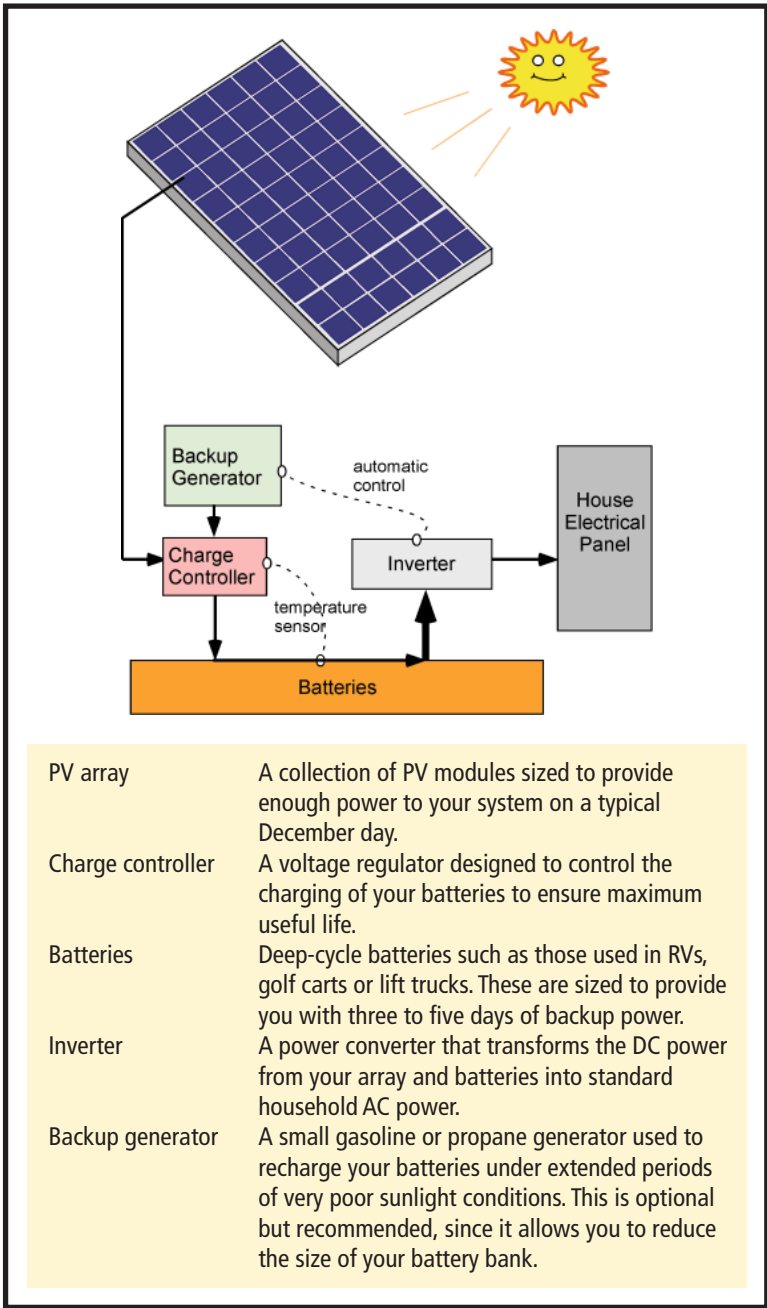 Backup
Generator
automatic
control
House
Electrical
Panel
Charge
Controller
Inverter
temperature
sensor
Batteries
PV array A collection of PV modules sized to provide
enough power to your system on a typical
December day.
Charge controller A voltage regulator designed to control the
charging of your batteries to ensure maximum
useful life.
Batteries Deep-cycle batteries such as those used in RVs,
golf carts or lift trucks. These are sized to provide
you with three to five days of backup power.
Inverter A power converter that transforms the DC power
from your array and batteries into standard
household AC power.
Backup generator A small gasoline or propane generator used to
recharge your batteries under extended periods
of very poor sunlight conditions. This is optional
but recommended, since it allows you to reduce
the size of your battery bank.